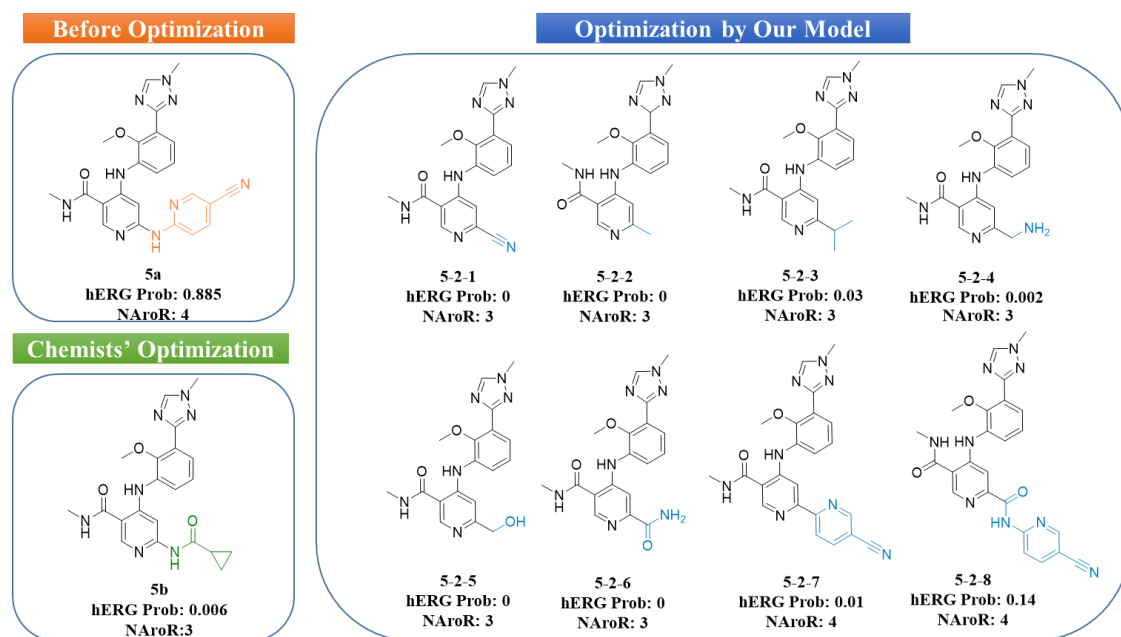 Before Optimization
Optimization by Our Model
5a
hERG Prob: 0.885
NAroR: 4
Chemists' Optimization
5b
hERG Prob: 0.006
NAroR:3
5-2-1
hERG Prob: 0
NAroR: 3
5-2-2
hERG Prob: 0
NAroR: 3
5-2-3
hERG Prob: 0.03
NAroR: 3
5-2-4
hERG Prob: 0.002
NAroR: 3
5-2-5
hERG Prob: 0
NAroR: 3
5-2-6
hERG Prob: 0
NAroR: 3
5-2-7
hERG Prob: 0.01
NAroR: 4
5-2-8
hERG Prob: 0.14
NAroR: 4